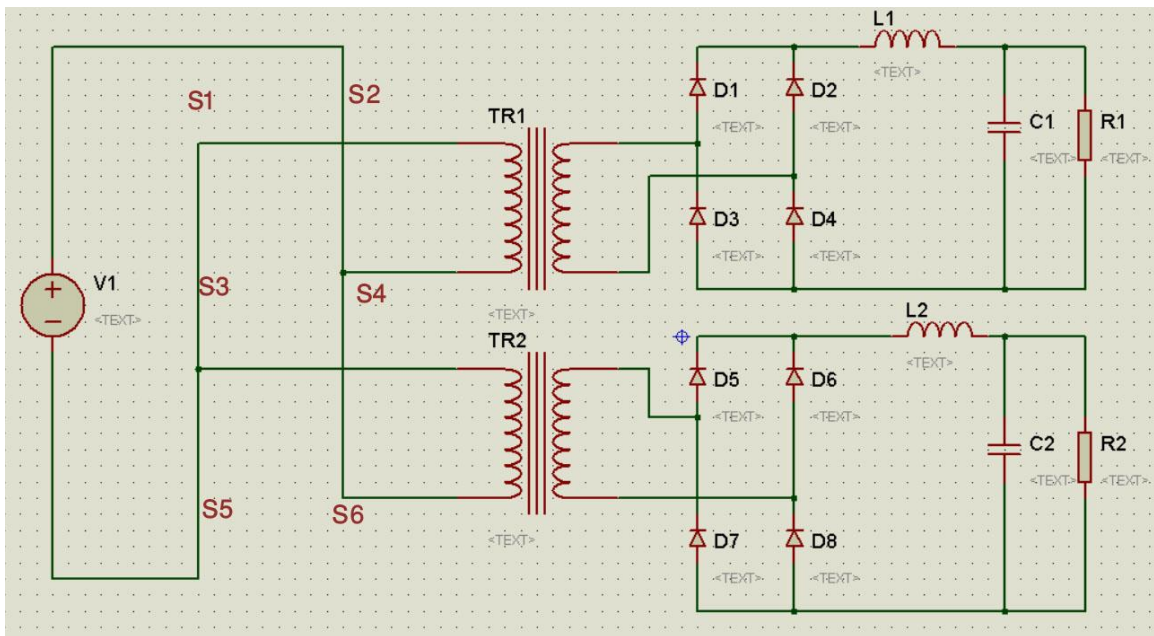 L1
<TEXT>
S1
S2
D1
D2
<TEXT>
<TEXT>
TR1
C1
R1
<TEXT>
<TEXT>
D3
D4
<TEXT>
<TEXT>
V1
<TEXT>
S3
S4
<TEXT>
L2
<TEXT>
TR2
D5
D6
<TEXT>
<TEXT>
C2
R2
<TEXT>
<TEXT>
S5
S6
<TEXT>
D7
D8
<TEXT>
<TEXT>